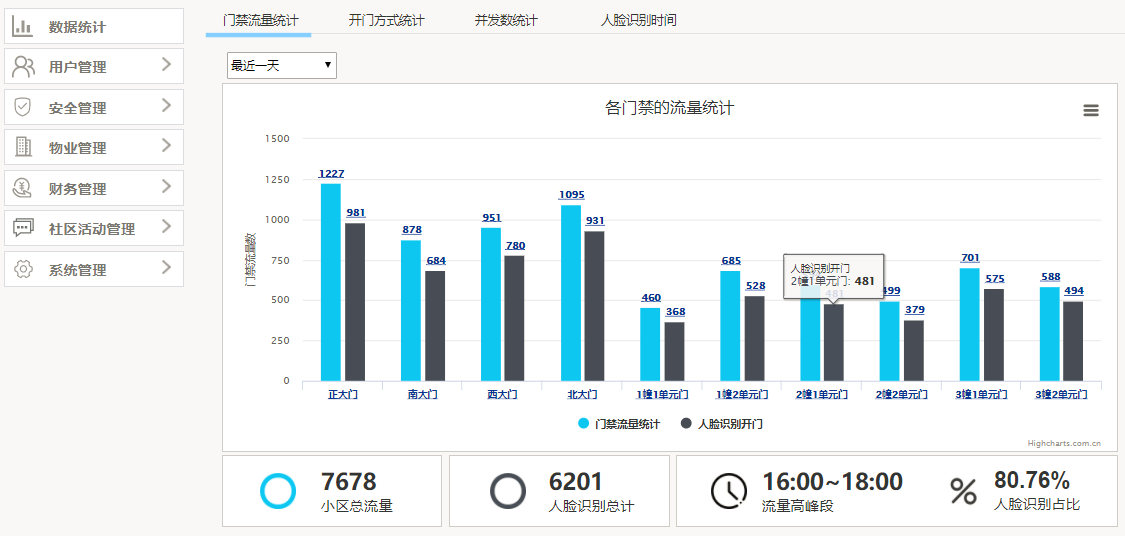 数据统计
用户管理
安全管理
物业管理
财务管理
社区活动管理
系统管理
门禁流量统计 开门方式统计 并发数统计 人脸识别时间
最近一天
各门禁的流量统计
门禁流量数
1500
1250
1000
750
500
250
0
1227 981 878 684 951 780 1095 931 460 368 685 528 481 499 379 701 575 588 494
人脸识别开门
2幢1单元门: 481
正大门 南大门 西大门 北大门 1幢1单元门 1幢2单元门 2幢1单元门 2幢2单元门 3幢1单元门 3幢2单元门
门禁流量统计 人脸识别开门
Highcharts.com.cn
7678
小区总流量
6201
人脸识别总计
16:00~18:00
流量高峰段
80.76%
人脸识别占比